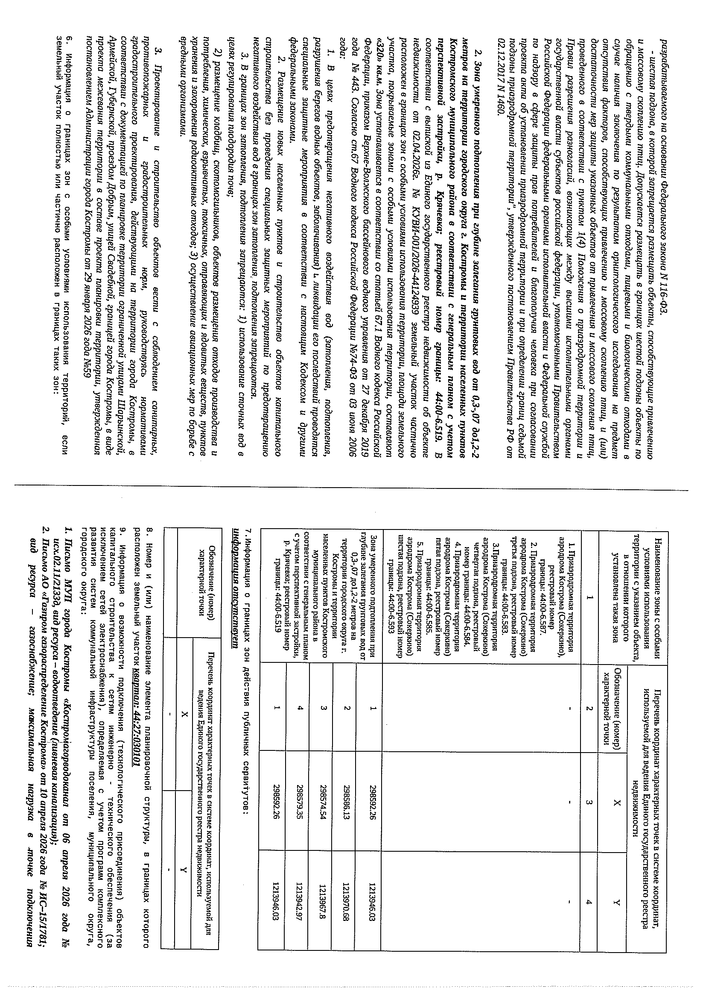 разрабатываемого на основании Федерального закона N 116-ФЗ.
- шестая подзона, в которой запрещается размещать объекты, способствующие привлечению
и массовому скоплению птиц. Допускается размещать в границах шестой подзоны объекты по
обращению с твердыми коммунальными отходами, пищевыми и биологическими отходами в
случае наличия заключения по результатам орнитологического исследования на предмет
отсутствия факторов, способствующих привлечению и массовому скоплению птиц, и (или)
достаточности мер защиты указанных объектов от привлечения и массового скопления птиц,
проведенного в соответствии с пунктом 1(4) Положения о приаэродромной территории и
Правил разрешения разногласий, возникающих между высшими исполнительными органами
государственной власти субъектов российской федерации, уполномоченными Правительством
Российской Федерации федеральными органами исполнительной власти и Федеральной службой
по надзору в сфере защиты прав потребителей и благополучия человека при согласовании
проекта акта об установлении приаэродромной территории и при определении границ седьмой
подзоны приаэродромной территории", утвержденного постановлением Правительства РФ от
02.12.2017 N 1460.
2. Зона умеренного подтопления при глубине залегания грунтовых вод от 0,3-,07 до1,2-2
метров на территории городского округа г. Костромы и территории населенных пунктов
Костромского муниципального района в соответствии с генеральным планом с учетом
перспективной застройки, р. Крячевка; реестровый номер границы: 44:00-6.519. В
соответствии с выпиской из Единого государственного реестра недвижимости об объекте
недвижимости от 02.04.2026г. № КУВИ-001/2026-44124939 земельный участок частично
расположен в границах зон с особыми условиями использования территории, площади земельного
участка, покрываемые зонами с особыми условиями использования территории, составляют
«320» кв.м. Зона устанавливается в соответствии со статьей 67.1 Водного кодекса Российской
Федерации, приказом Верхне-Волжского бассейнового водного управления от 27 декабря 2019
года № 443. Согласно ст.67 Водного кодекса Российской Федерации №74-ФЗ от 03 июня 2006
года:
1. В целях предотвращения негативного воздействия вод (затопления, подтопления,
разрушения берегов водных объектов, заболачивания) и ликвидации его последствий проводятся
специальные защитные мероприятия в соответствии с настоящим Кодексом и другими
федеральными законами.
2. Размещение новых населенных пунктов и строительство объектов капитального
строительства без проведения специальных защитных мероприятий по предотвращению
негативного воздействия вод в границах зон затопления, подтопления запрещаются.
3. В границах зон затопления, подтопления запрещаются: 1) использование сточных вод в
целях регулирования плодородия почв;
2) размещение кладбищ, скотомогильников, объектов размещения отходов производства и
потребления, химических, взрывчатых, токсичных, отравляющих и ядовитых веществ, пунктов
хранения и захоронения радиоактивных отходов; 3) осуществление авиационных мер по борьбе с
вредными организмами.
3. Проектирование и строительство объектов вести с соблюдением санитарных,
противопожарных и градостроительных норм, руководствуясь нормативами
градостроительного проектирования, действующими на территории города Костромы, в
соответствии с документацией по планировке территории ограниченной улицами Шарьинской,
Армейской, Губернской, проездом Добрым, улицей Свадебной, границей города Костромы, в виде
проекта межевания территории в составе проекта планировки территории, утвержденная
постановлением Администрации города Костромы от 29 января 2026 года №59
6. Информация о границах зон с особыми условиями использования территорий, если
земельный участок полностью или частично расположен в границах таких зон:
Наименование зоны с особыми
условиями использования
территории с указанием объекта,
в отношении которого
установлена такая зона
Перечень координат характерных точек в системе координат,
используемой для ведения Единого государственного реестра
недвижимости
Обозначение (номер)
характерной точки
X
Y
1
2
3
4
1. Приаэродромная территория
аэродрома Кострома (Сокеркино),
реестровый номер
границы: 44:00-6.597.
2. Приаэродромная территория
аэродрома Кострома (Сокеркино)
третья подзона, реестровый номер
границы: 44:00-6.583.
3.Приаэродромная территория
аэродрома Кострома (Сокеркино)
четвертая подзона, реестровый
номер границы: 44:00-6.584.
4. Приаэродромная территория
аэродрома Кострома (Сокеркино)
пятая подзона, реестровый номер
границы: 44:00-6.585.
5. Приаэродромная территория
аэродрома Кострома (Сокеркино)
шестая подзона, реестровый номер
границы: 44:00-6.593
-
-
-
Зона умеренного подтопления при
глубине залегания грунтовых вод от
0,3-,07 до1,2-2 метров на
территории городского округа г.
Костромы и территории
населенных пунктов Костромского
муниципального района в
соответствии с генеральным планом
с учетом перспективной застройки,
р. Крячевка; реестровый номер
границы: 44:00-6.519
1 298592.26 1213946.03
2 298586.13 1213970.68
3 298574.54 1213967.8
4 298579.35 1213942.97
1 298592.26 1213946.03
7.Информация о границах зон действия публичных сервитутов:
информация отсутствует
Обозначение (номер)
характерной точки
Перечень координат характерных точек в системе координат, используемой для
ведения Единого государственного реестра недвижимости
X
Y
-
-
8. Номер и (или) наименование элемента планировочной структуры, в границах которого
расположен земельный участок квартал: 44:27:030101
9. Информация о возможности подключения (технологического присоединения) объектов
капитального строительства к сетям инженерно - технического обеспечения (за
исключением сетей электроснабжения), определяемая с учетом программ комплексного
развития систем коммунальной инфраструктуры поселения, муниципального округа,
городского округа:
1. Письмо МУП города Костромы «Костромагорводоканал от 06 апреля 2026 года №
исх.02.11/2133д, вид ресурса – водоотведение (ливневая канализация);
2. Письмо АО «Газпром газораспределение Кострома» от 10 апреля 2026 года № ИС–15/1781;
вид ресурса – газоснабжение; максимальная нагрузка в точке подключения